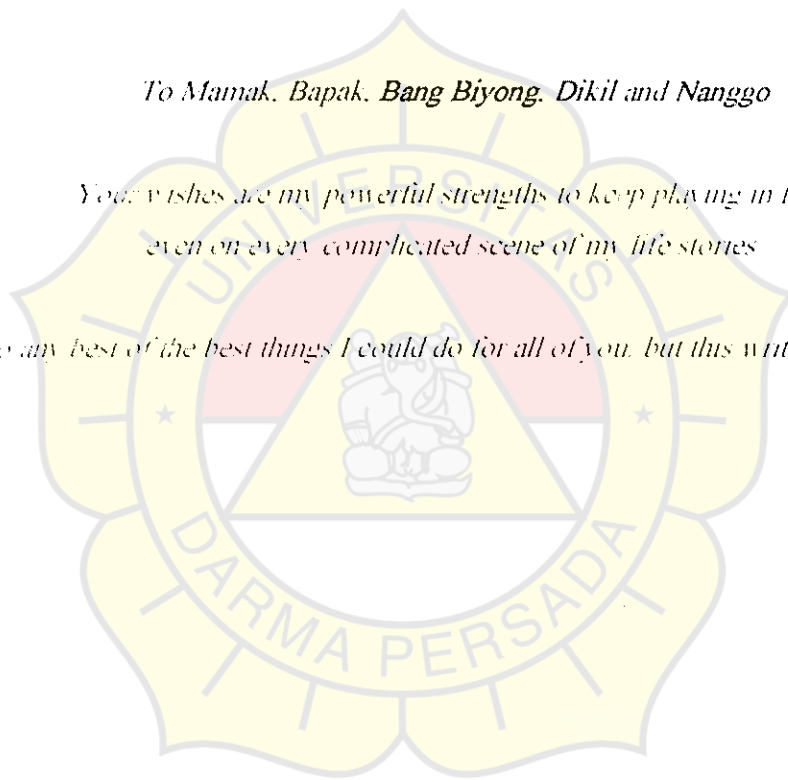 To Mamak, Bapak, Bang Biyong, Dikil and Nanggo
Your wishes are my powerful strengths to keep playing in
even on every complicated scene of my life stories
any best of the best things I could do for all of you, but this
UNIVERSITAS
DARMA PERSADA